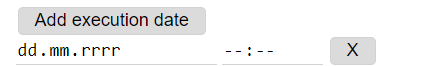 Add execution date
dd.mm.rrrr --:-- X